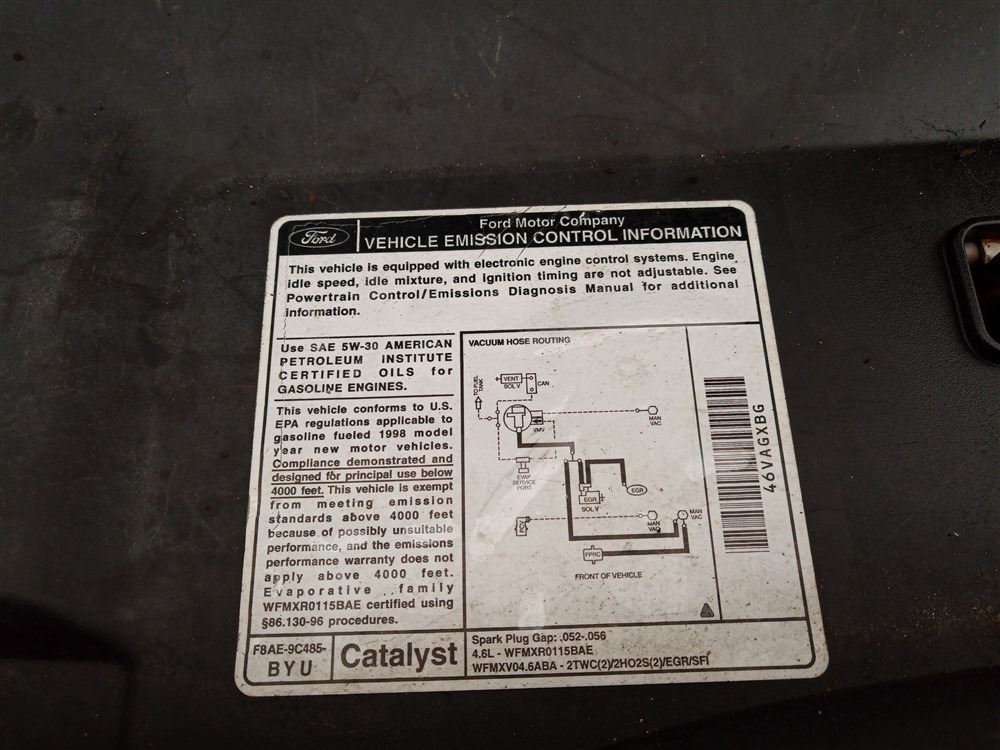 Ford
Ford Motor Company
VEHICLE EMISSION CONTROL INFORMATION
This vehicle is equipped with electronic engine control systems. Engine
idle speed, idle mixture, and ignition timing are not adjustable. See
Powertrain Control/Emissions Diagnosis Manual for additional
information.
Use SAE 5W-30 AMERICAN
PETROLEUM INSTITUTE
CERTIFIED OILS for
GASOLINE ENGINES.
This vehicle conforms to U.S.
EPA regulations applicable to
gasoline fueled 1998 model
year new motor vehicles.
Compliance demonstrated and
designed for principal use below
4000 feet. This vehicle is exempt
from meeting emission
standards above 4000 feet
because of possibly unsuitable
performance, and the emissions
performance warranty does not
apply above 4000 feet.
Evaporative family
WFMXR0115BAE certified using
§86.130-96 procedures.
VACUUM HOSE ROUTING
TO FUEL
TANK
VENT
SOL V
CAN
VMV
MAN
VAC
EVAP
SERVICE
PORT
EGR
SOL V
EGR
PCV
MAN
VAC
MAN
VAC
FPRC
FRONT OF VEHICLE
46VAGXBG
F8AE-9C485-
BYU
Catalyst
Spark Plug Gap: .052-.056
4.6L - WFMXR0115BAE
WFMXV04.6ABA - 2TWC(2)/2HO2S(2)/EGR/SFI